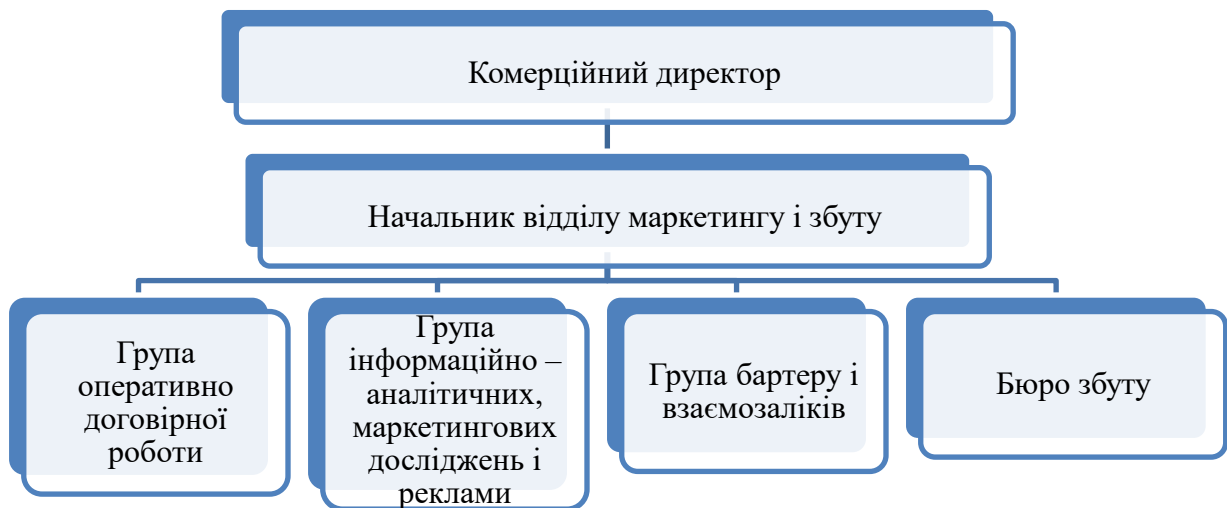 Комерційний директор
Начальник відділу маркетингу і збуту
Група
оперативно
договірної
роботи
Група
інформаційно –
аналітичних,
маркетингових
досліджень і
реклами
Група бартеру і
взаємозаліків
Бюро збуту